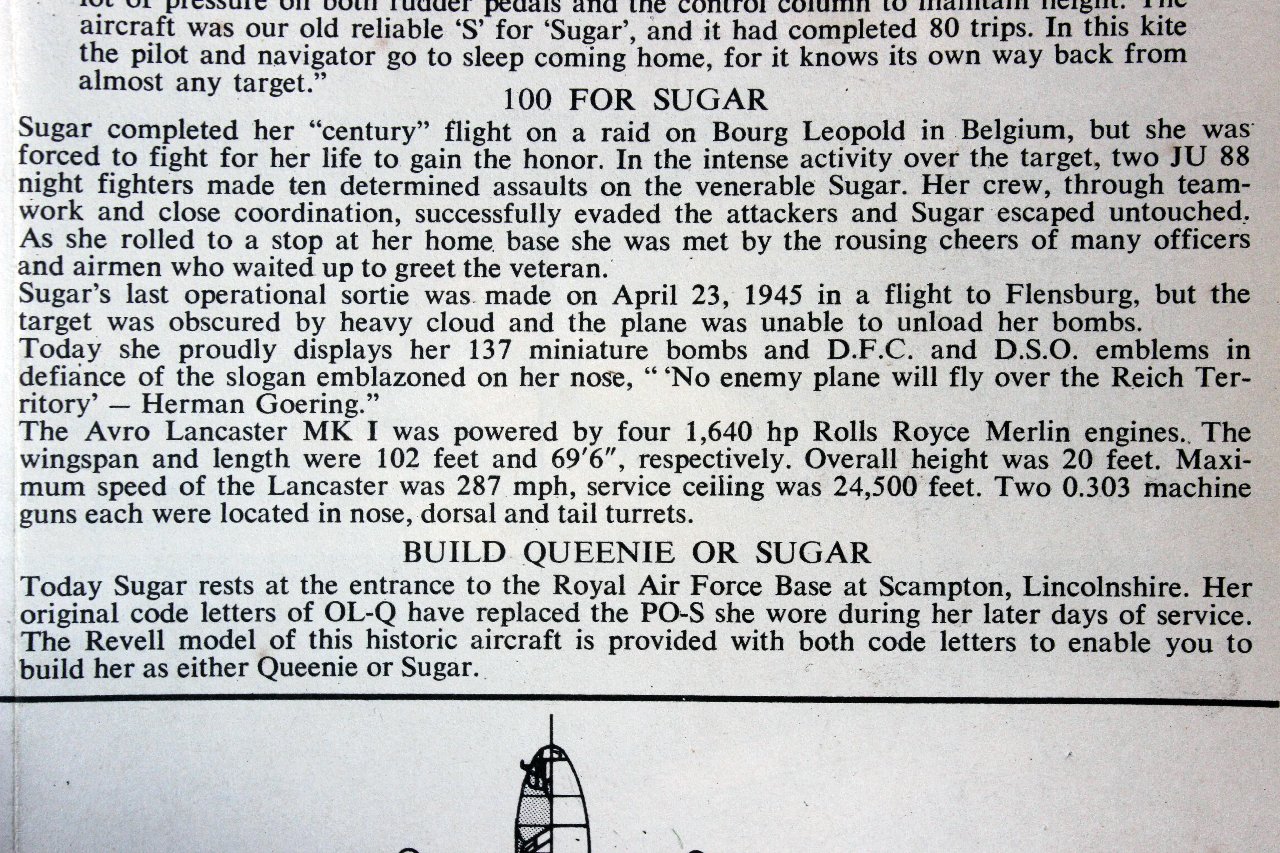 lot of pressure on both rudder pedals and the control column to maintain height. The
aircraft was our old reliable ‘S’ for ‘Sugar’, and it had completed 80 trips. In this kite
the pilot and navigator go to sleep coming home, for it knows its own way back from
almost any target.”
100 FOR SUGAR
Sugar completed her “century” flight on a raid on Bourg Leopold in Belgium, but she was
forced to fight for her life to gain the honor. In the intense activity over the target, two JU 88
night fighters made ten determined assaults on the venerable Sugar. Her crew, through team-
work and close coordination, successfully evaded the attackers and Sugar escaped untouched.
As she rolled to a stop at her home base she was met by the rousing cheers of many officers
and airmen who waited up to greet the veteran.
Sugar’s last operational sortie was made on April 23, 1945 in a flight to Flensburg, but the
target was obscured by heavy cloud and the plane was unable to unload her bombs.
Today she proudly displays her 137 miniature bombs and D.F.C. and D.S.O. emblems in
defiance of the slogan emblazoned on her nose, “ ‘No enemy plane will fly over the Reich Ter-
ritory’ — Herman Goering.”
The Avro Lancaster MK I was powered by four 1,640 hp Rolls Royce Merlin engines. The
wingspan and length were 102 feet and 69′6″, respectively. Overall height was 20 feet. Maxi-
mum speed of the Lancaster was 287 mph, service ceiling was 24,500 feet. Two 0.303 machine
guns each were located in nose, dorsal and tail turrets.
BUILD QUEENIE OR SUGAR
Today Sugar rests at the entrance to the Royal Air Force Base at Scampton, Lincolnshire. Her
original code letters of OL-Q have replaced the PO-S she wore during her later days of service.
The Revell model of this historic aircraft is provided with both code letters to enable you to
build her as either Queenie or Sugar.